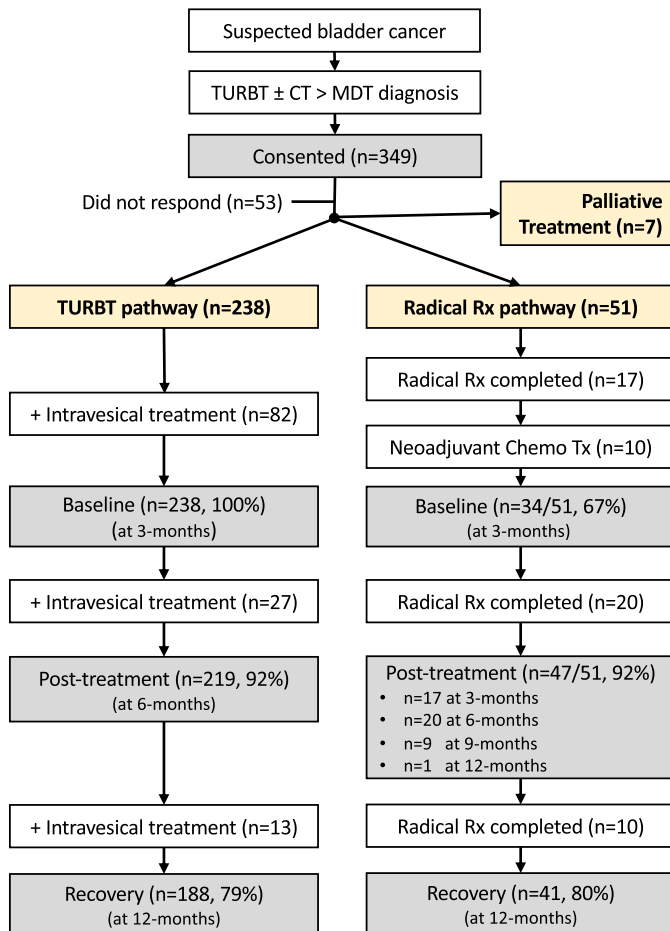 Suspected bladder cancer
TURBT ± CT > MDT diagnosis
Consented (n=349)
Did not respond (n=53)
Palliative
Treatment (n=7)
TURBT pathway (n=238)
+ Intravesical treatment (n=82)
Baseline (n=238, 100%)
(at 3-months)
+ Intravesical treatment (n=27)
Post-treatment (n=219, 92%)
(at 6-months)
+ Intravesical treatment (n=13)
Recovery (n=188, 79%)
(at 12-months)
Radical Rx pathway (n=51)
Radical Rx completed (n=17)
Neoadjuvant Chemo Tx (n=10)
Baseline (n=34/51, 67%)
(at 3-months)
Radical Rx completed (n=20)
Post-treatment (n=47/51, 92%)
• n=17 at 3-months
• n=20 at 6-months
• n=9 at 9-months
• n=1 at 12-months
Radical Rx completed (n=10)
Recovery (n=41, 80%)
(at 12-months)